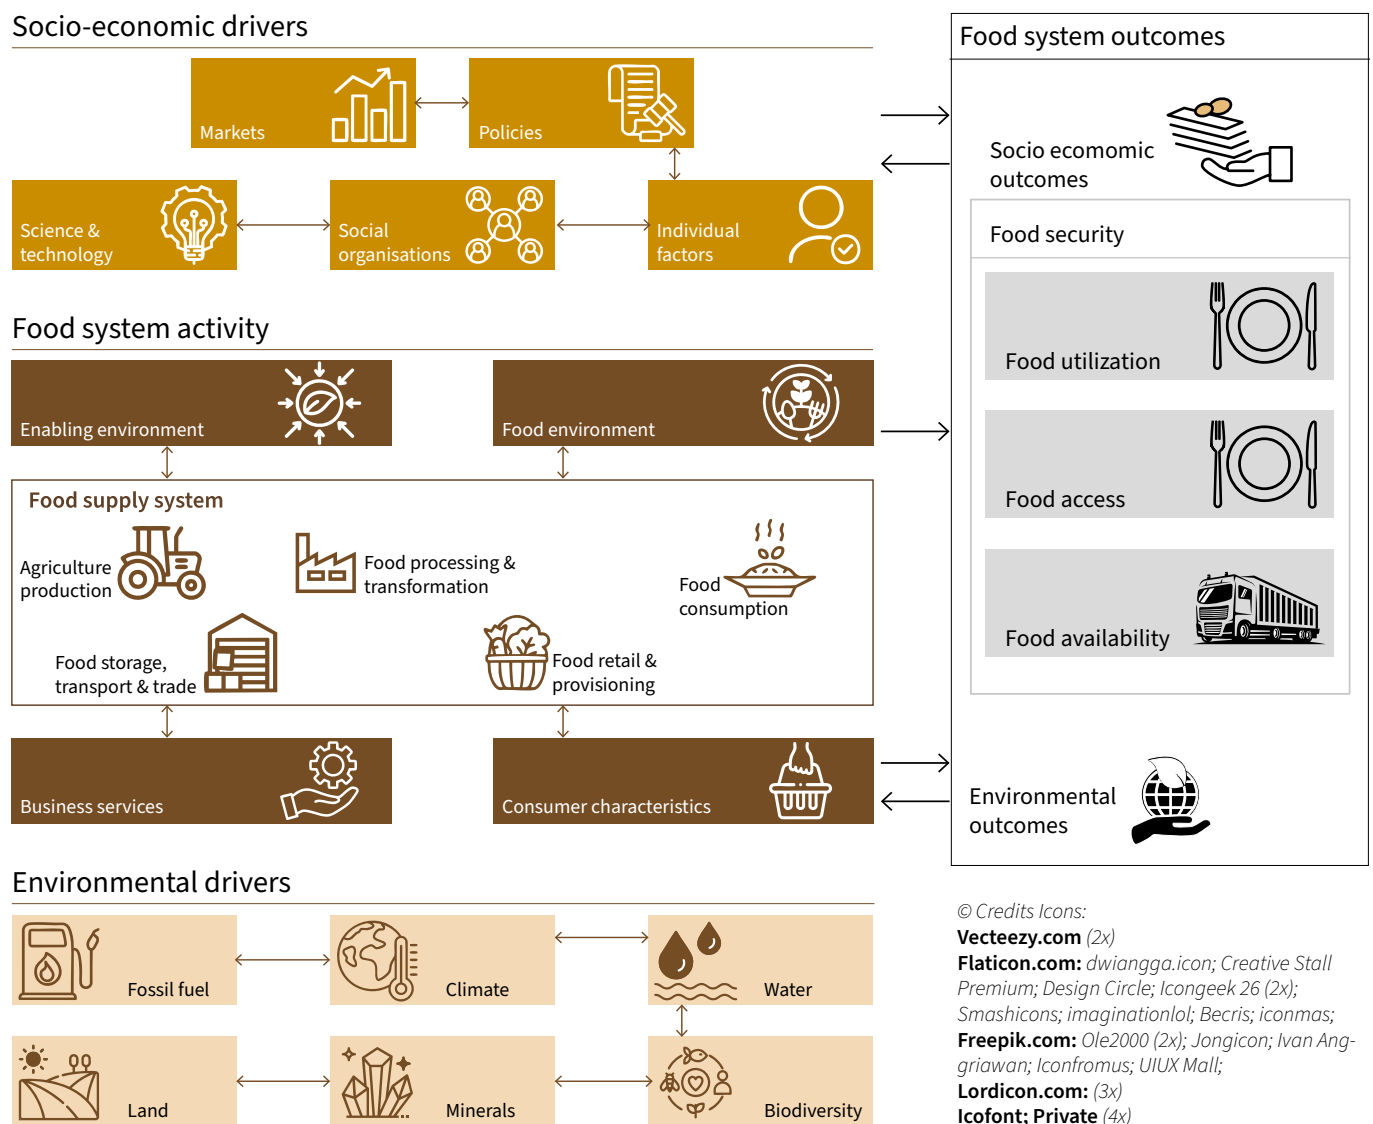 Socio-economic drivers
Markets
Policies
Science &
technology
Social
organisations
Individual
factors
Food system activity
Enabling environment
Food environment
Food supply system
Agriculture
production
Food processing &
transformation
Food
consumption
Food storage,
transport & trade
Food retail &
provisioning
Business services
Consumer characteristics
Environmental drivers
Fossil fuel
Climate
Water
Land
Minerals
Biodiversity
Food system outcomes
Socio ecomomic
outcomes
Food security
Food utilization
Food access
Food availability
Environmental
outcomes
© Credits Icons:
Vecteezy.com (2x)
Flaticon.com: dwiangga.icon; Creative Stall
Premium; Design Circle; Icongeek 26 (2x);
Smashicons; imaginationlol; Becris; iconmas;
Freepik.com: Ole2000 (2x); Jongicon; Ivan Ang-
griawan; Iconfromus; UIUX Mall;
Lordicon.com: (3x)
Icofont; Private (4x)